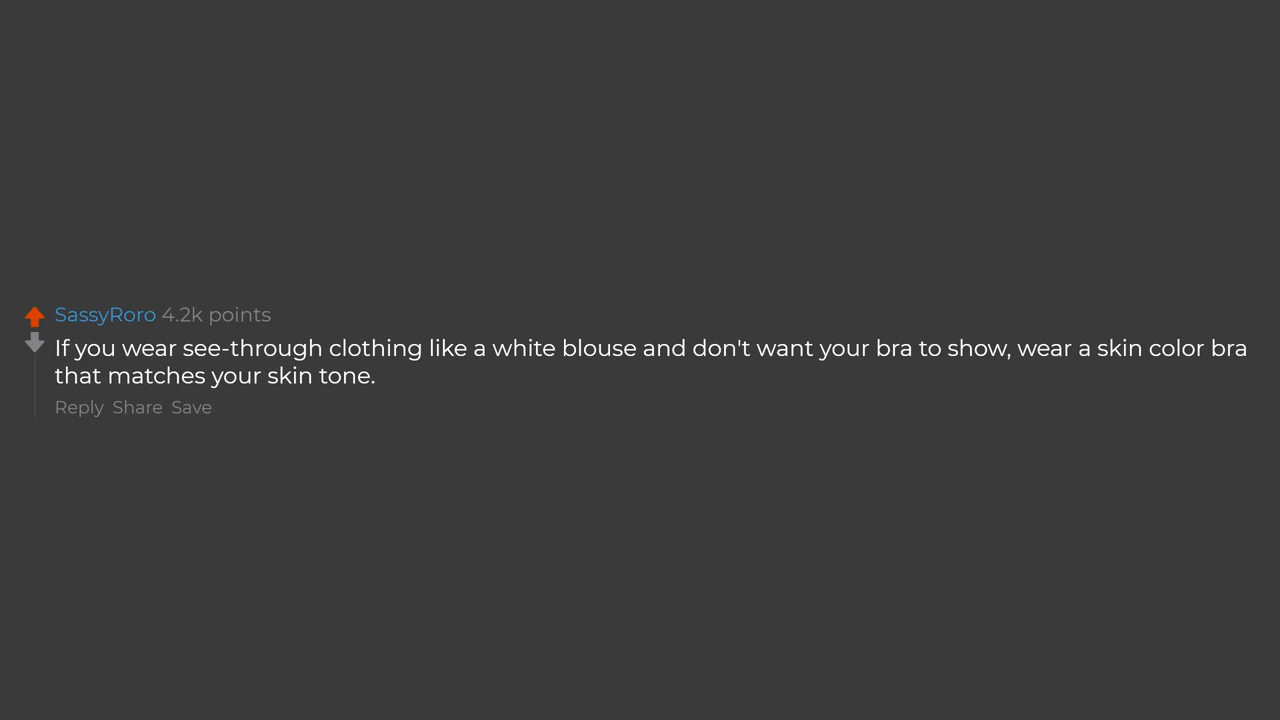 SassyRoro 4.2k points
If you wear see-through clothing like a white blouse and don't want your bra to show, wear a skin color bra
that matches your skin tone.
Reply Share Save